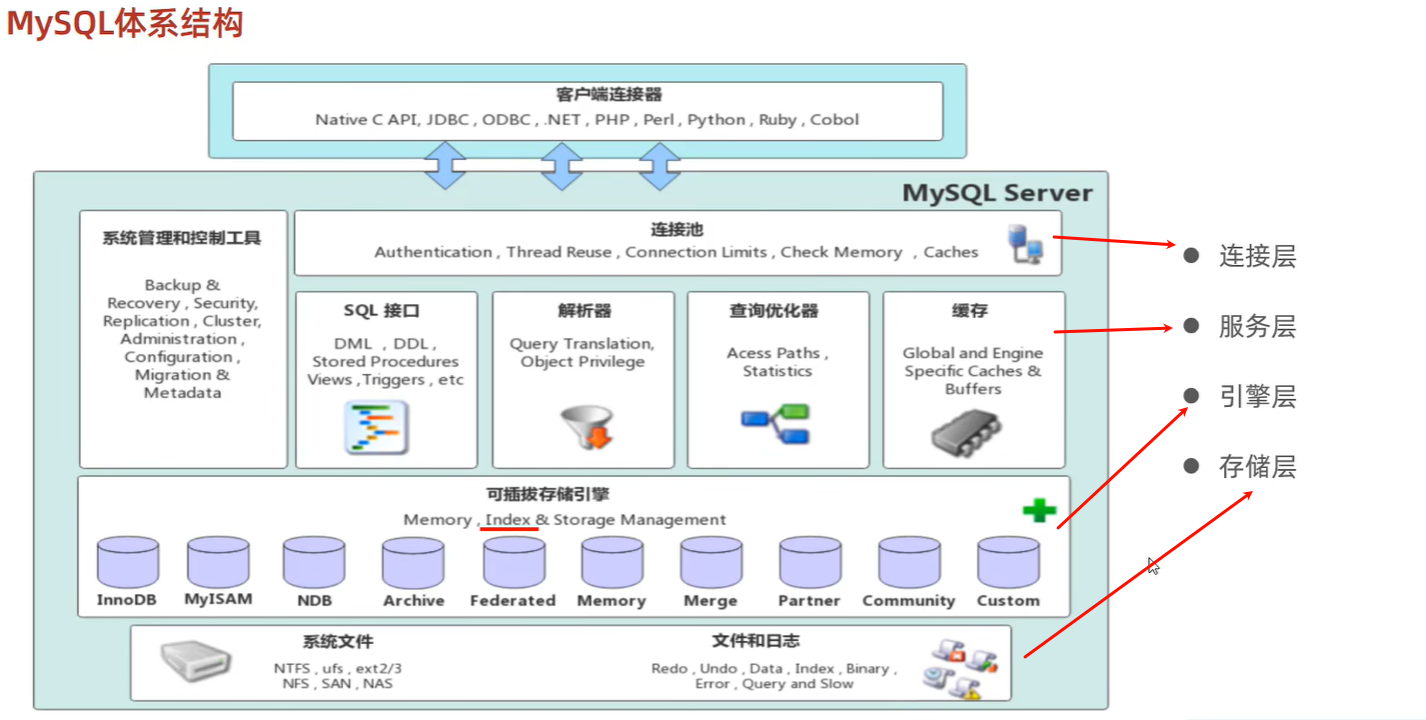 MySQL体系结构
客户端连接器
Native C API, JDBC , ODBC , .NET , PHP , Perl , Python , Ruby , Cobol
MySQL Server
系统管理和控制工具
Backup &
Recovery , Security,
Replication , Cluster,
Administration ,
Configuration ,
Migration &
Metadata
连接池
Authentication , Thread Reuse , Connection Limits , Check Memory , Caches
SQL 接口
DML , DDL ,
Stored Procedures
Views ,Triggers , etc
解析器
Query Translation,
Object Privilege
查询优化器
Acess Paths ,
Statistics
缓存
Global and Engine
Specific Caches &
Buffers
可插拔存储引擎
Memory , Index & Storage Management
InnoDB
MyISAM
NDB
Archive
Federated
Memory
Merge
Partner
Community
Custom
系统文件
NTFS , ufs , ext2/3
NFS , SAN , NAS
文件和日志
Redo , Undo , Data , Index , Binary ,
Error , Query and Slow
连接层
服务层
引擎层
存储层